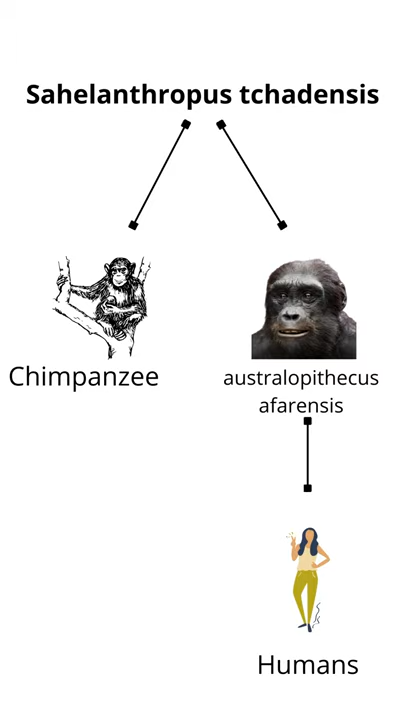 Sahelanthropus tchadensis
Chimpanzee
australopithecus
afarensis
Humans